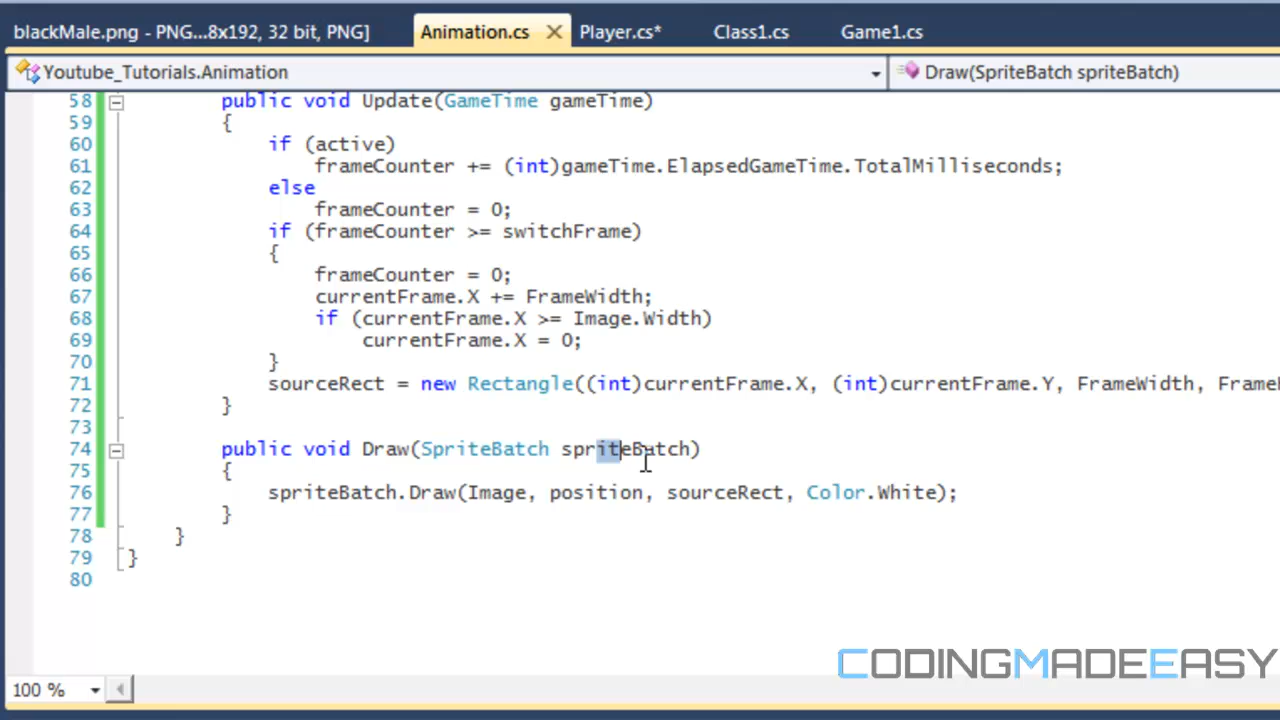 blackMale.png - PNG...8x192, 32 bit, PNG] Animation.cs Player.cs* Class1.cs Game1.cs
Youtube_Tutorials.Animation Draw(SpriteBatch spriteBatch)
58 public void Update(GameTime gameTime)
59 {
60 if (active)
61 frameCounter += (int)gameTime.ElapsedGameTime.TotalMilliseconds;
62 else
63 frameCounter = 0;
64 if (frameCounter >= switchFrame)
65 {
66 frameCounter = 0;
67 currentFrame.X += FrameWidth;
68 if (currentFrame.X >= Image.Width)
69 currentFrame.X = 0;
70 }
71 sourceRect = new Rectangle((int)currentFrame.X, (int)currentFrame.Y, FrameWidth, Frame
72 }
73
74 public void Draw(SpriteBatch spriteBatch)
75 {
76 spriteBatch.Draw(Image, position, sourceRect, Color.White);
77 }
78 }
79 }
80
CODINGMADEEASY
100 %